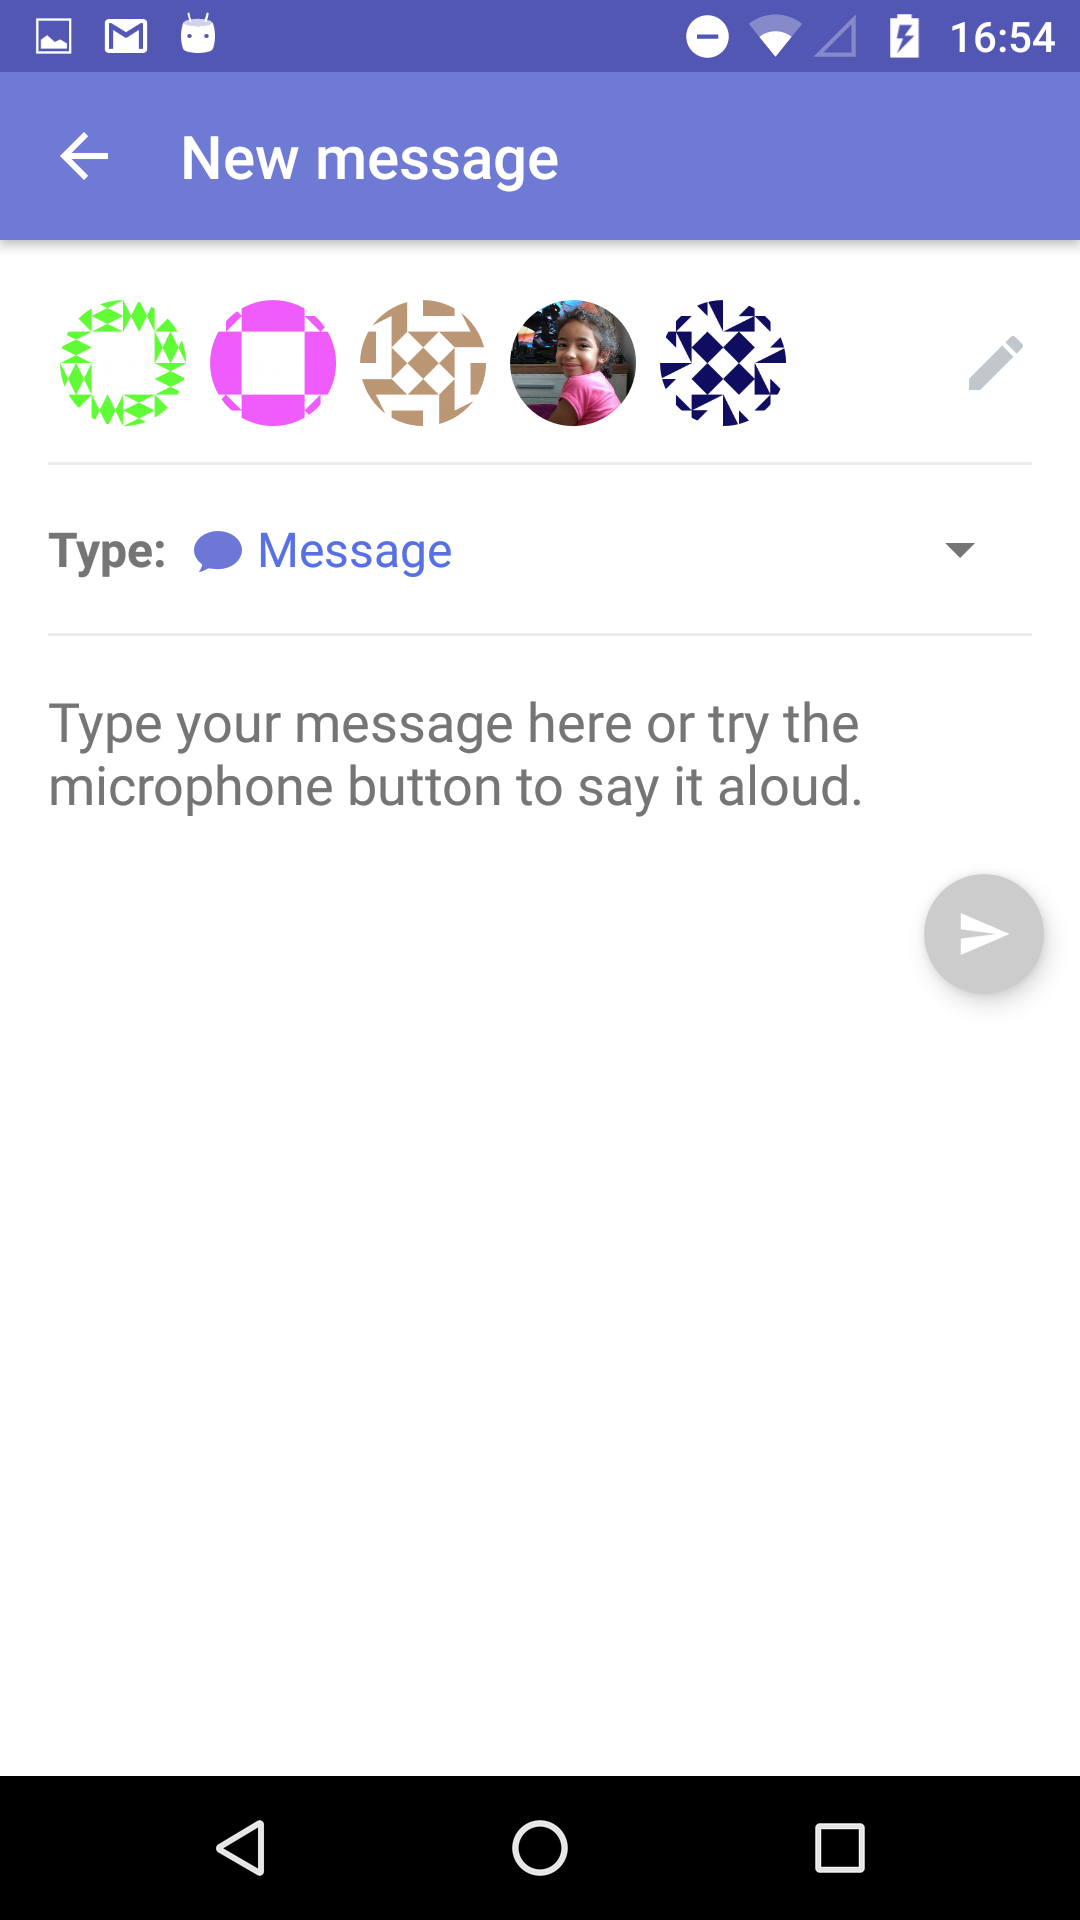 16:54
New message
Type: Message
Type your message here or try the
microphone button to say it aloud.